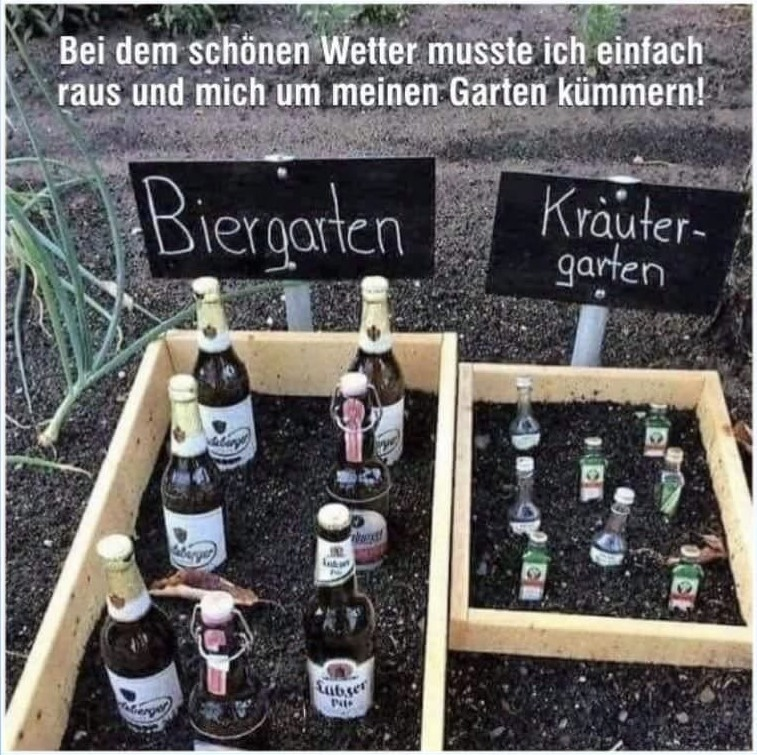 Bei dem schönen Wetter musste ich einfach
raus und mich um meinen Garten kümmern!
Biergarten
Kräuter-
garten
Lübzer
Pils